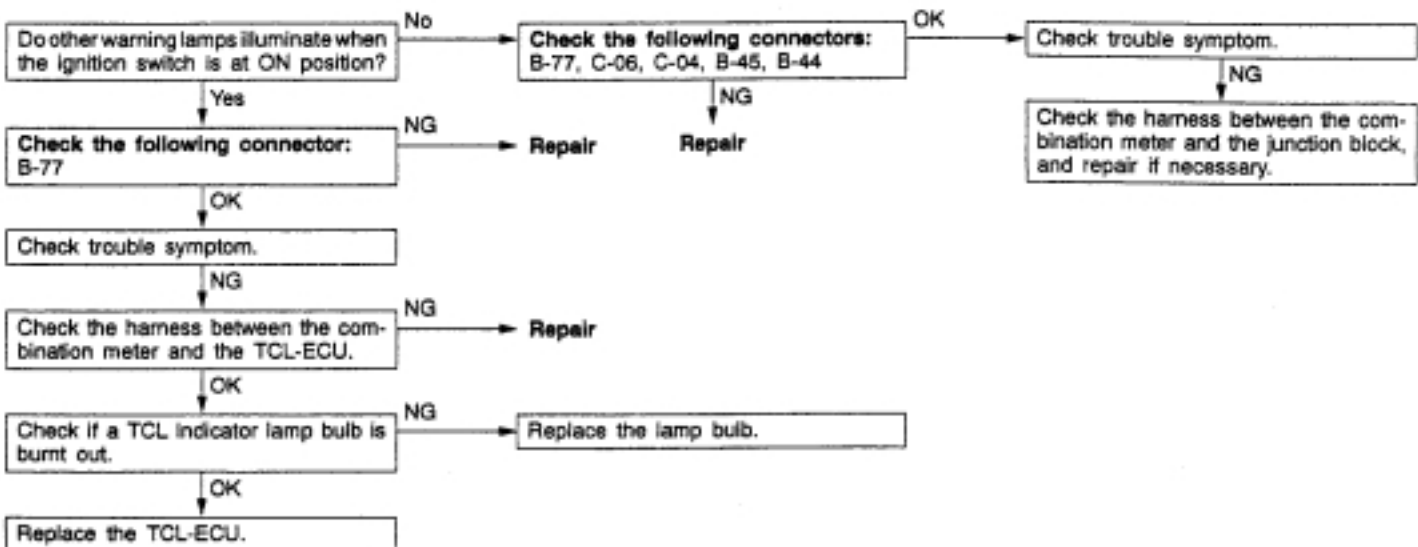 No
OK
Do other warning lamps illuminate when
the ignition switch is at ON position?
Check the following connectors:
B-77, C-06, C-04, B-45, B-44
Check trouble symptom.
Yes
NG
NG
Check the following connector:
B-77
NG
Repair
Repair
Check the harness between the com-
bination meter and the junction block,
and repair if necessary.
OK
Check trouble symptom.
NG
Check the harness between the com-
bination meter and the TCL-ECU.
NG
Repair
OK
Check if a TCL indicator lamp bulb is
burnt out.
NG
Replace the lamp bulb.
OK
Replace the TCL-ECU.